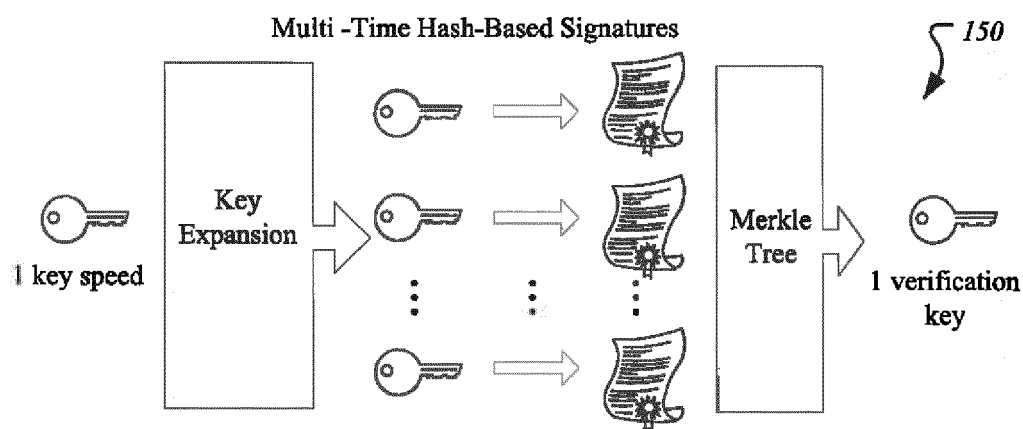 Multi -Time Hash-Based Signatures
150
Key
Expansion
1 key speed
Merkle
Tree
1 verification
key